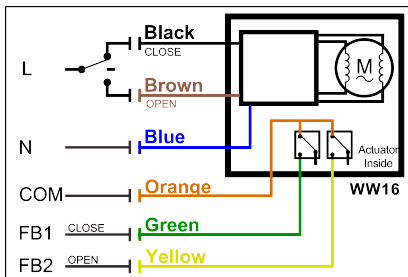 Black
CLOSE
L
M
Brown
OPEN
Blue
N
Actuator
Inside
Orange
COM
WW16
Green
FB1 CLOSE
Yellow
FB2 OPEN